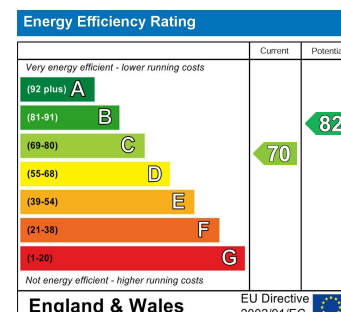 Energy Efficiency Rating
Current
Very energy efficient - lower running costs
(92 plus) A
(81-91) B
82
(69-80) C
70
(55-68) D
(39-54) E
(21-38) F
(1-20) G
Not energy efficient - higher running costs
England & Wales
EU Directive